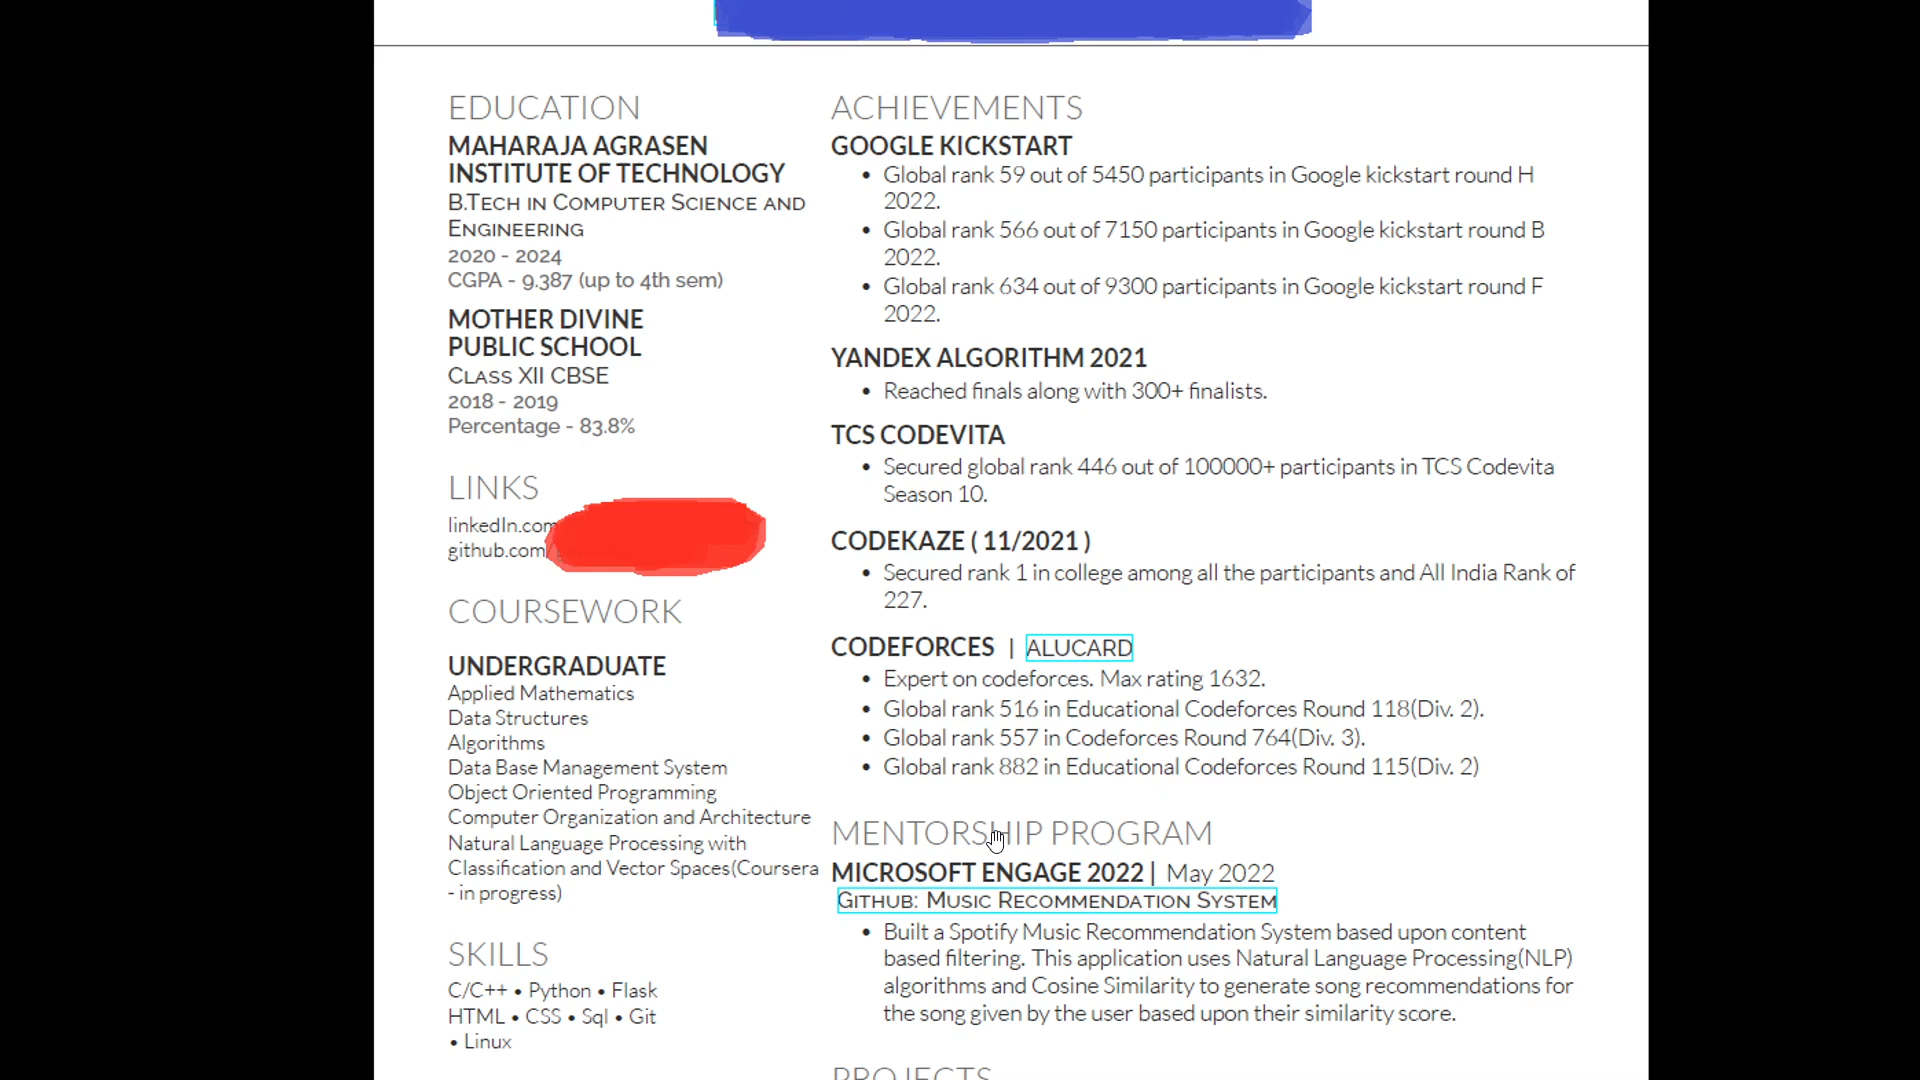 EDUCATION
MAHARAJA AGRASEN
INSTITUTE OF TECHNOLOGY
B.Tech in Computer Science and
Engineering
2020 - 2024
CGPA - 9.387 (up to 4th sem)
MOTHER DIVINE
PUBLIC SCHOOL
Class XII CBSE
2018 - 2019
Percentage - 83.8%
LINKS
linkedIn.com
github.com/
COURSEWORK
UNDERGRADUATE
Applied Mathematics
Data Structures
Algorithms
Data Base Management System
Object Oriented Programming
Computer Organization and Architecture
Natural Language Processing with
Classification and Vector Spaces(Coursera
- in progress)
SKILLS
C/C++ • Python • Flask
HTML • CSS • Sql • Git
• Linux
ACHIEVEMENTS
GOOGLE KICKSTART
• Global rank 59 out of 5450 participants in Google kickstart round H
2022.
• Global rank 566 out of 7150 participants in Google kickstart round B
2022.
• Global rank 634 out of 9300 participants in Google kickstart round F
2022.
YANDEX ALGORITHM 2021
• Reached finals along with 300+ finalists.
TCS CODEVITA
• Secured global rank 446 out of 100000+ participants in TCS Codevita
Season 10.
CODEKAZE ( 11/2021 )
• Secured rank 1 in college among all the participants and All India Rank of
227.
CODEFORCES | ALUCARD
• Expert on codeforces. Max rating 1632.
• Global rank 516 in Educational Codeforces Round 118(Div. 2).
• Global rank 557 in Codeforces Round 764(Div. 3).
• Global rank 882 in Educational Codeforces Round 115(Div. 2)
MENTORSHIP PROGRAM
MICROSOFT ENGAGE 2022 | May 2022
Github: Music Recommendation System
• Built a Spotify Music Recommendation System based upon content
based filtering. This application uses Natural Language Processing(NLP)
algorithms and Cosine Similarity to generate song recommendations for
the song given by the user based upon their similarity score.
PROJECTS